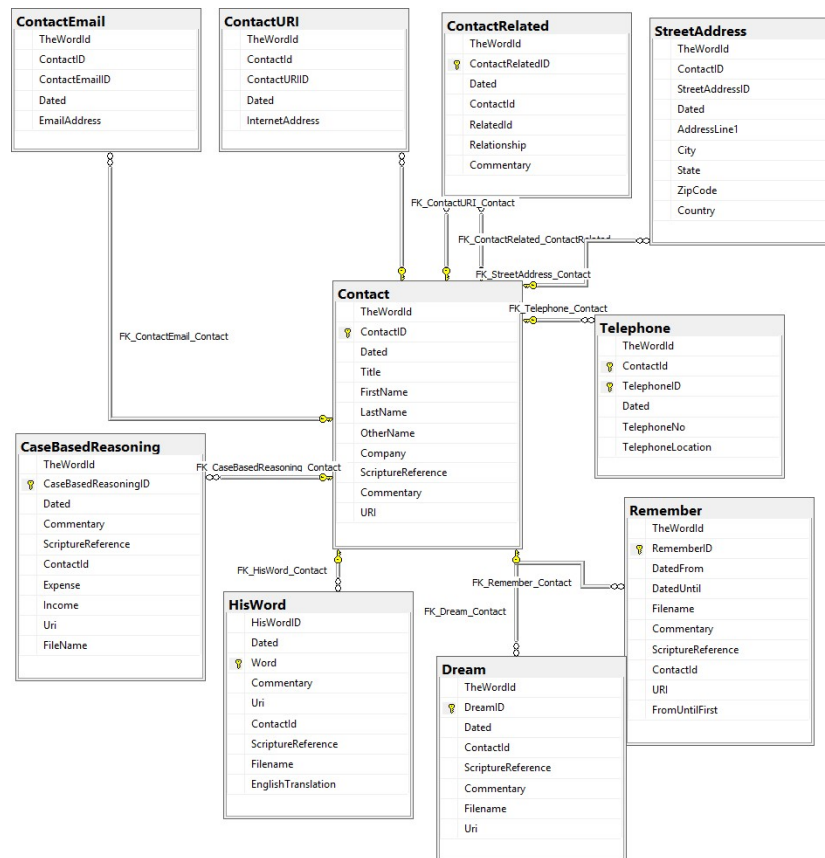 ContactEmail
TheWordId
ContactID
ContactEmailID
Dated
EmailAddress
ContactURI
TheWordId
ContactId
ContactURIID
Dated
InternetAddress
ContactRelated
TheWordId
ContactRelatedID
Dated
ContactId
RelatedId
Relationship
Commentary
StreetAddress
TheWordId
ContactID
StreetAddressID
Dated
AddressLine1
City
State
ZipCode
Country
FK_ContactURI_Contact
FK_ContactRelated_ContactRelated
FK_StreetAddress_Contact
FK_Telephone_Contact
FK_ContactEmail_Contact
Contact
TheWordId
ContactID
Dated
Title
FirstName
LastName
OtherName
Company
ScriptureReference
Commentary
URI
Telephone
TheWordId
ContactId
TelephoneID
Dated
TelephoneNo
TelephoneLocation
CaseBasedReasoning
TheWordId
CaseBasedReasoningID
Dated
Commentary
ScriptureReference
ContactId
Expense
Income
Uri
FileName
FK_CaseBasedReasoning_Contact
FK_HisWord_Contact
FK_Remember_Contact
FK_Dream_Contact
Remember
TheWordId
RememberID
DatedFrom
DatedUntil
Filename
Commentary
ScriptureReference
ContactId
URI
FromUntilFirst
HisWord
HisWordID
Dated
Word
Commentary
Uri
ContactId
ScriptureReference
Filename
EnglishTranslation
Dream
TheWordId
DreamID
Dated
ContactId
ScriptureReference
Commentary
Filename
Uri